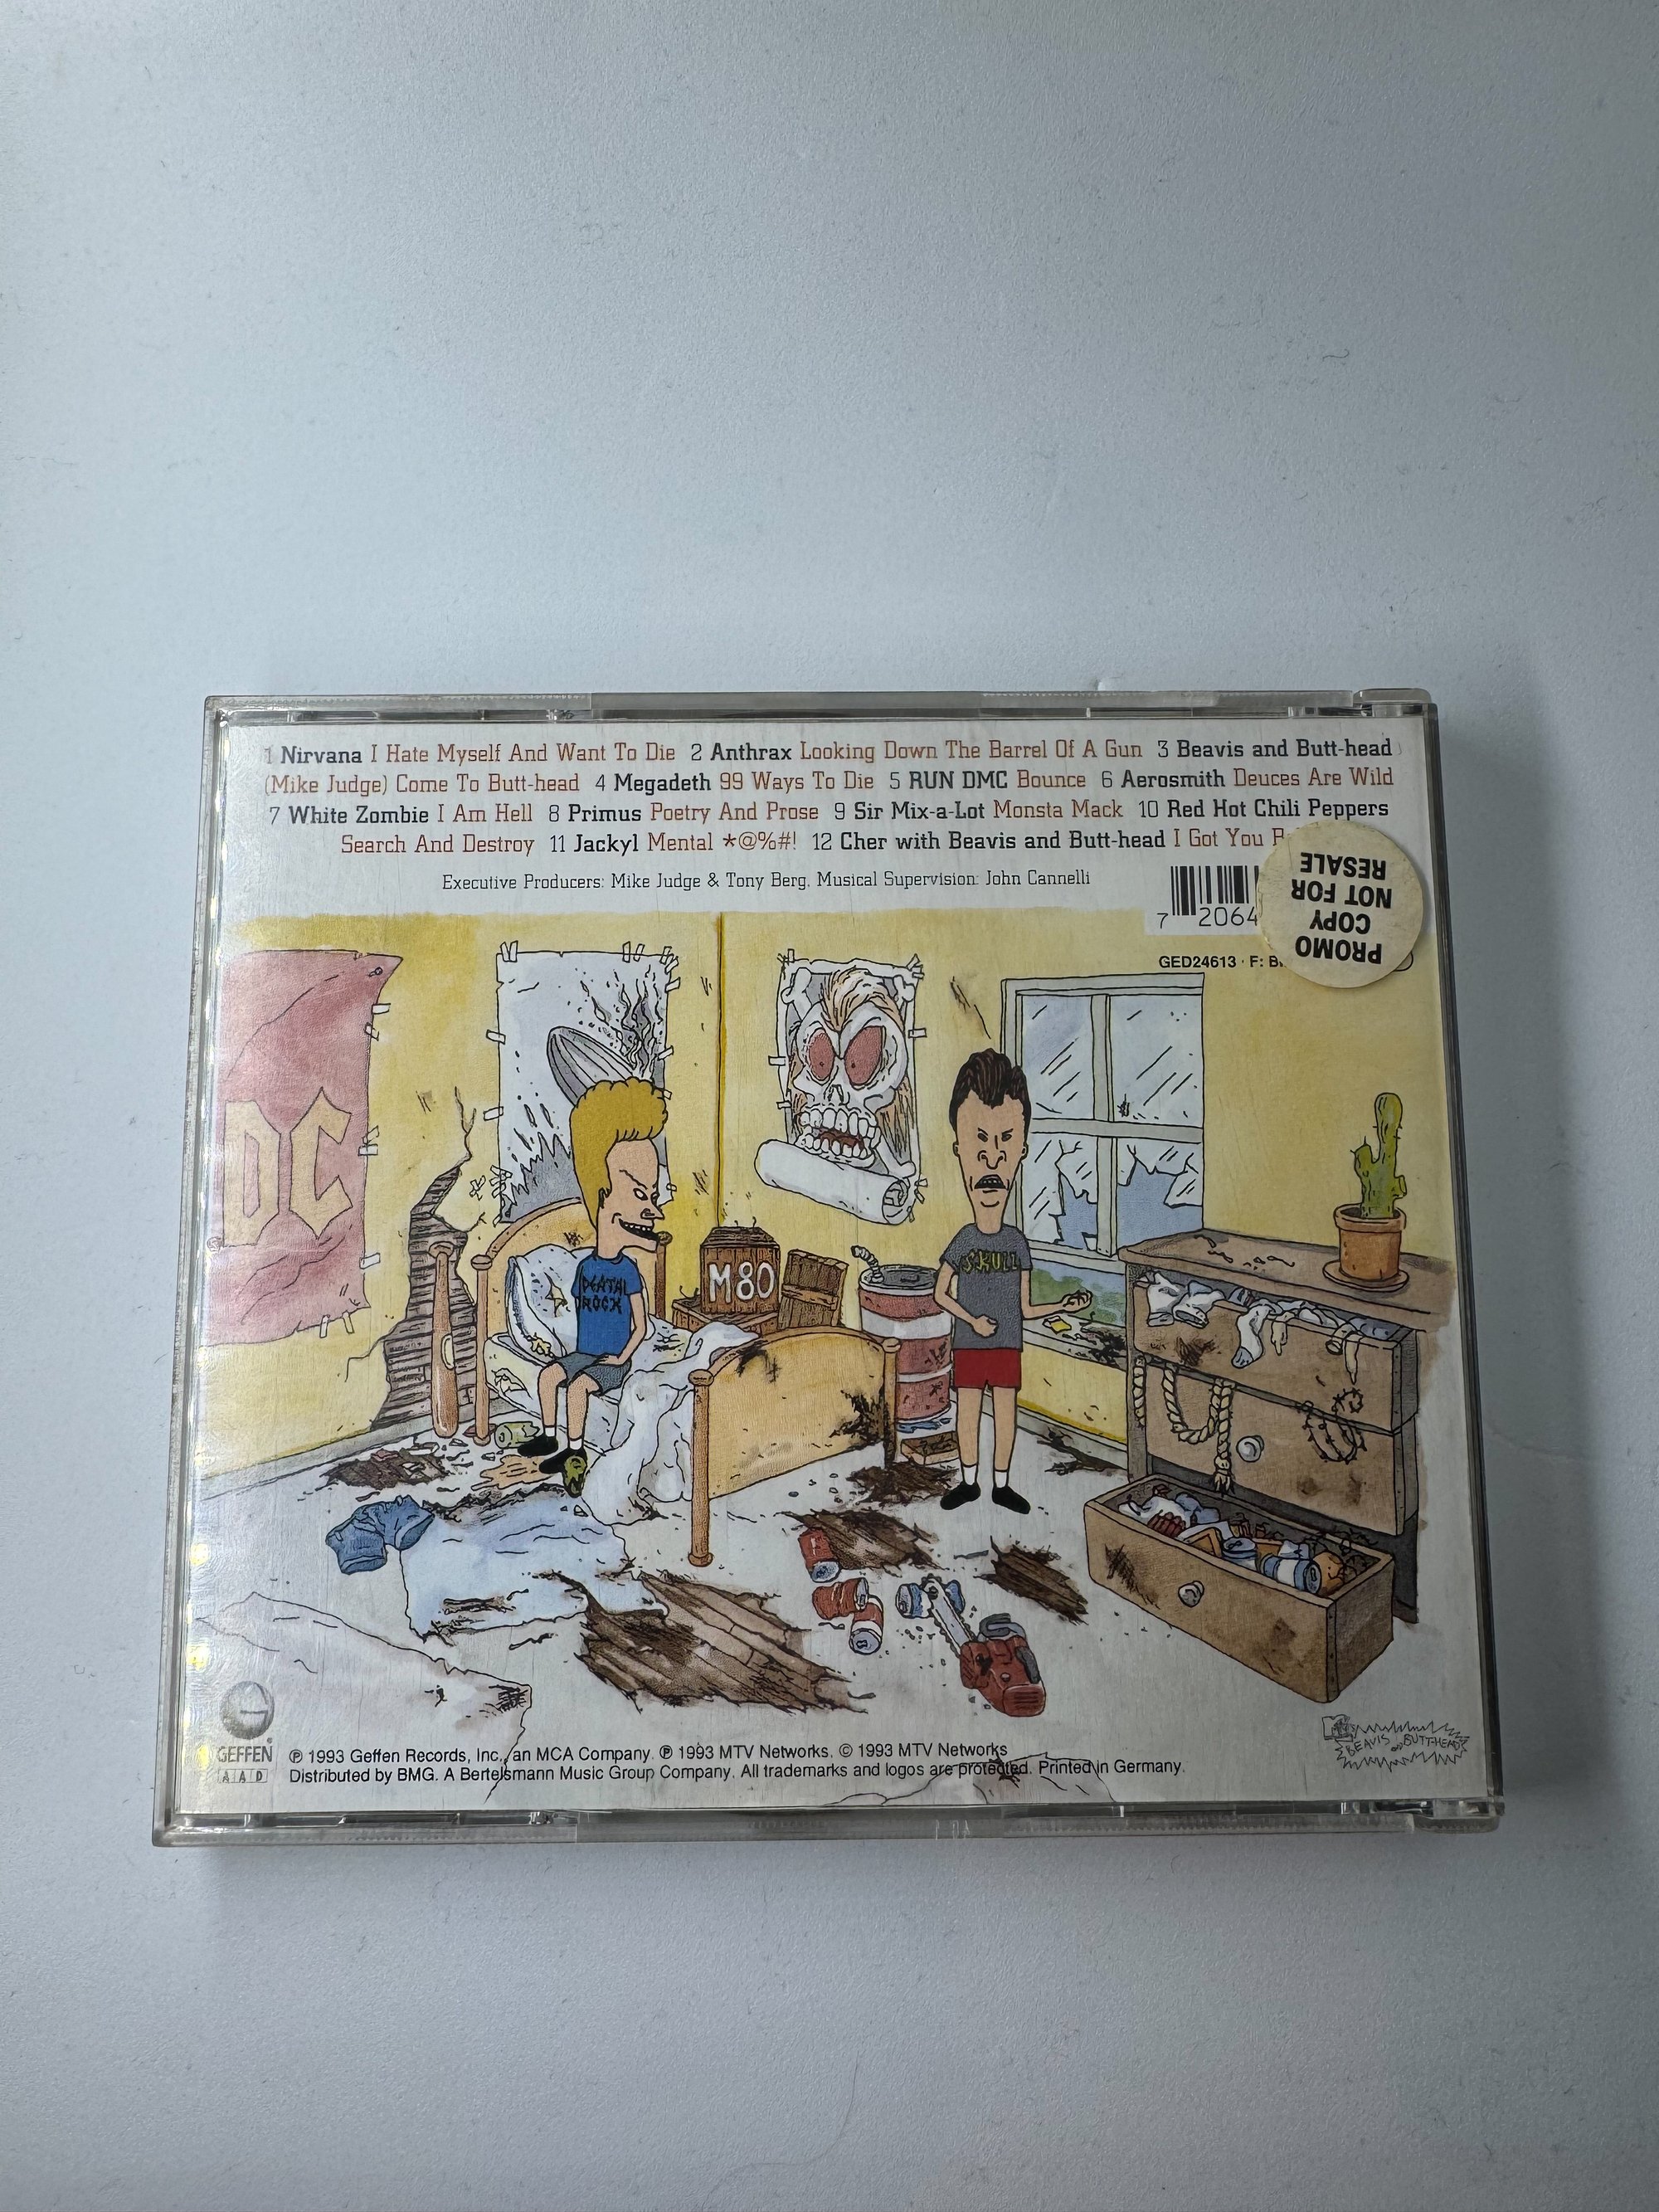 1 Nirvana I Hate Myself And Want To Die 2 Anthrax Looking Down The Barrel Of A Gun 3 Beavis and Butt-head
(Mike Judge) Come To Butt-head 4 Megadeth 99 Ways To Die 5 RUN DMC Bounce 6 Aerosmith Deuces Are Wild
7 White Zombie I Am Hell 8 Primus Poetry And Prose 9 Sir Mix-a-Lot Monsta Mack 10 Red Hot Chili Peppers
Search And Destroy 11 Jackyl Mental *@%#! 12 Cher with Beavis and Butt-head I Got You
Executive Producers: Mike Judge & Tony Berg. Musical Supervision: John Cannelli
7 2064
PROMO
COPY
NOT FOR
RESALE
GED24613 · F:
DC
DEATH
ROCK
M80
SKULL
GEFFEN
AAD
℗ 1993 Geffen Records, Inc., an MCA Company. ℗ 1993 MTV Networks. © 1993 MTV Networks
Distributed by BMG. A Bertelsmann Music Group Company. All trademarks and logos are protected. Printed in Germany.
BEAVIS AND BUTT-HEAD